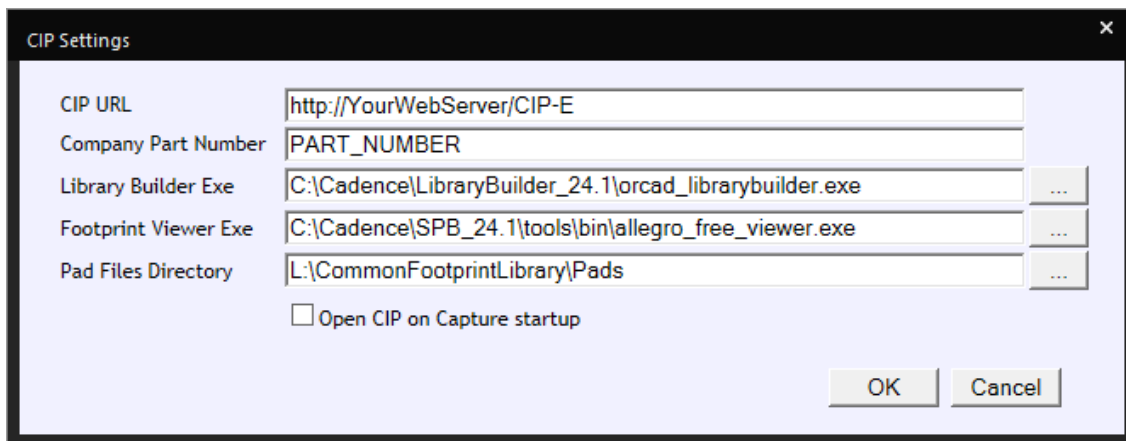 CIP Settings
×
CIP URL http://YourWebServer/CIP-E
Company Part Number PART_NUMBER
Library Builder Exe C:\Cadence\LibraryBuilder_24.1\orcad_librarybuilder.exe ...
Footprint Viewer Exe C:\Cadence\SPB_24.1\tools\bin\allegro_free_viewer.exe ...
Pad Files Directory L:\CommonFootprintLibrary\Pads ...
Open CIP on Capture startup
OK Cancel